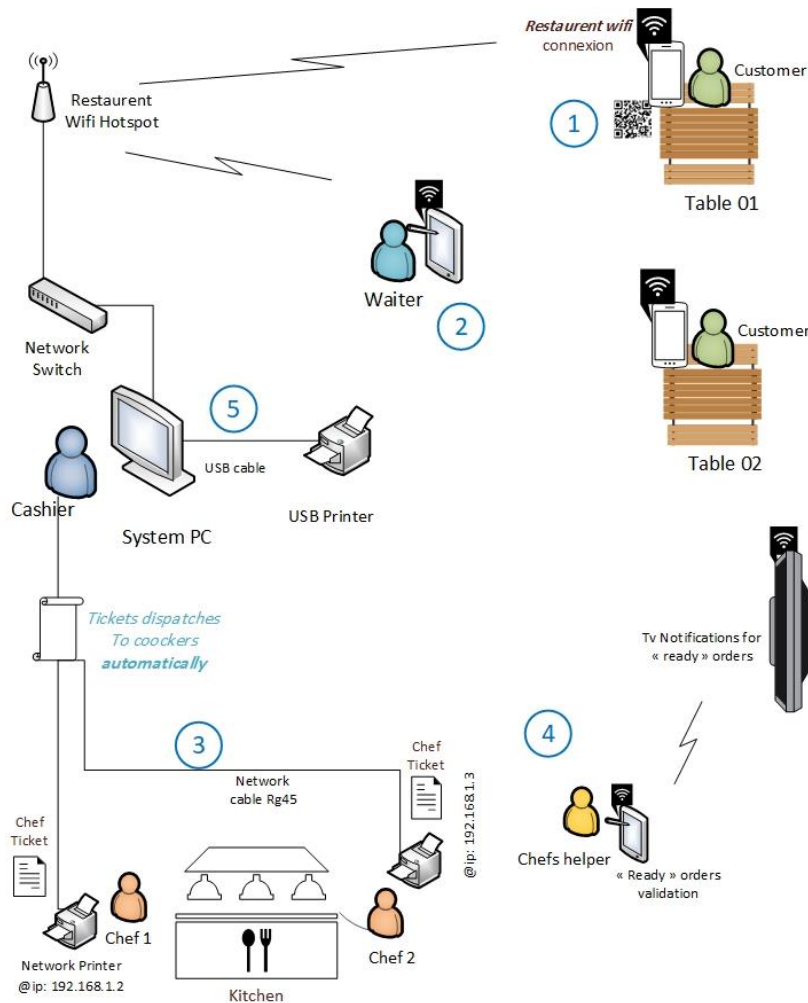 Restaurent wifi
connexion
Customer
Restaurent
Wifi Hotspot
1
Table 01
Waiter
2
Customer
Network
Switch
5
USB cable
Table 02
Cashier
System PC
USB Printer
Tickets dispatches
To coockers
automatically
Tv Notifications for
« ready » orders
3
Network
cable Rg45
Chef
Ticket
@ip: 192.168.1.3
4
Chefs helper
« Ready » orders
validation
Chef
Ticket
Chef 1
Chef 2
Network Printer
@ip: 192.168.1.2
Kitchen